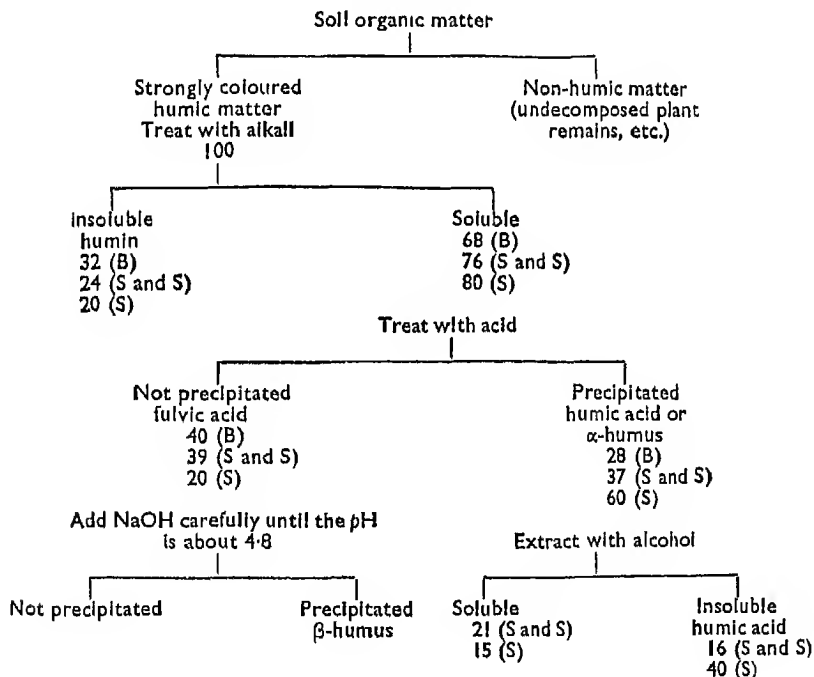 Soil organic matter
Strongly coloured
humic matter
Treat with alkali
100
Non-humic matter
(undecomposed plant
remains, etc.)
Insoluble
humin
32 (B)
24 (S and S)
20 (S)
Soluble
68 (B)
76 (S and S)
80 (S)
Treat with acid
Not precipitated
fulvic acid
40 (B)
39 (S and S)
20 (S)
Precipitated
humic acid or
α-humus
28 (B)
37 (S and S)
60 (S)
Add NaOH carefully until the pH
is about 4·8
Not precipitated
Precipitated
β-humus
Extract with alcohol
Soluble
21 (S and S)
15 (S)
Insoluble
humic acid
16 (S and S)
40 (S)